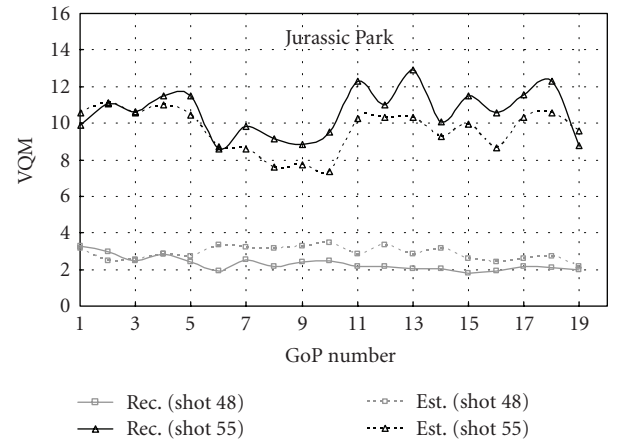 Jurassic Park
16
14
12
10
8
6
4
2
0
VQM
1 3 5 7 9 11 13 15 17 19
GoP number
Rec. (shot 48) Est. (shot 48)
Rec. (shot 55) Est. (shot 55)